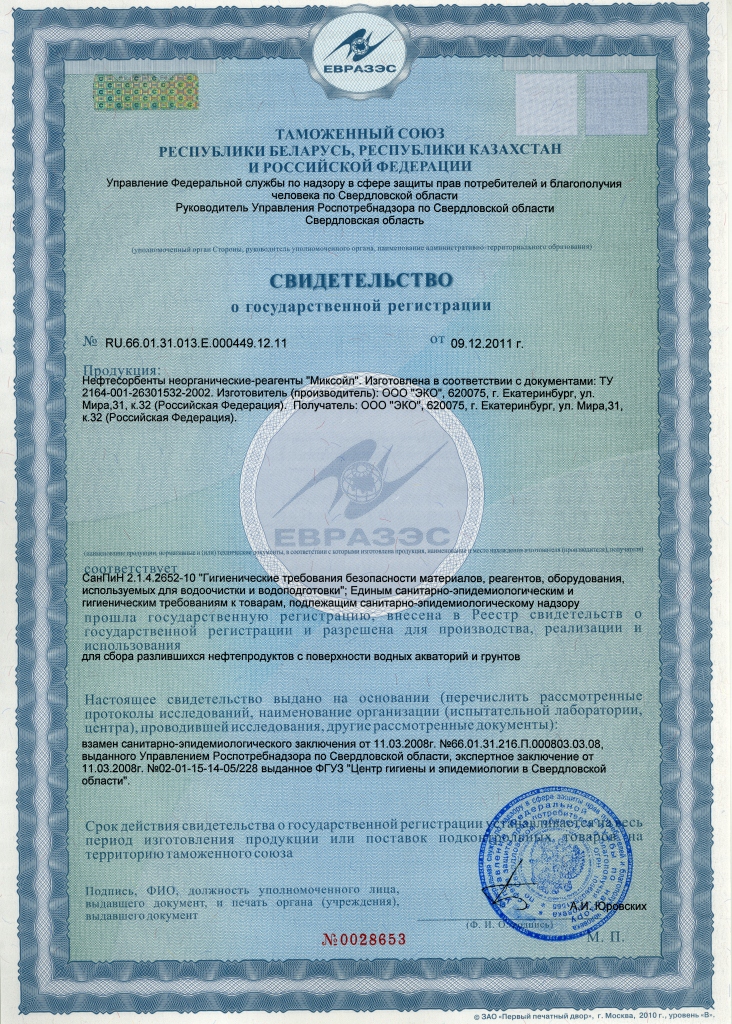 ЕВРАЗЭС
ТАМОЖЕННЫЙ СОЮЗ
РЕСПУБЛИКИ БЕЛАРУСЬ, РЕСПУБЛИКИ КАЗАХСТАН
И РОССИЙСКОЙ ФЕДЕРАЦИИ
Управление Федеральной службы по надзору в сфере защиты прав потребителей и благополучия
человека по Свердловской области
Руководитель Управления Роспотребнадзора по Свердловской области
Свердловская область
(уполномоченный орган Стороны, руководитель уполномоченного органа, наименование административно-территориального образования)
СВИДЕТЕЛЬСТВО
о государственной регистрации
№ RU.66.01.31.013.Е.000449.12.11 от 09.12.2011 г.
Продукция:
Нефтесорбенты неорганические-реагенты "Миксойл". Изготовлена в соответствии с документами: ТУ
2164-001-26301532-2002. Изготовитель (производитель): ООО "ЭКО", 620075, г. Екатеринбург, ул.
Мира,31, к.32 (Российская Федерация). Получатель: ООО "ЭКО", 620075, г. Екатеринбург, ул. Мира,31,
к.32 (Российская Федерация).
ЕВРАЗЭС
(наименование продукции, нормативные и (или) технические документы, в соответствии с которыми изготовлена продукция, наименование и место нахождения изготовителя (производителя), получателя)
соответствует
СанПиН 2.1.4.2652-10 "Гигиенические требования безопасности материалов, реагентов, оборудования,
используемых для водоочистки и водоподготовки"; Единым санитарно-эпидемиологическим и
гигиеническим требованиям к товарам, подлежащим санитарно-эпидемиологическому надзору
прошла государственную регистрацию, внесена в Реестр свидетельств о
государственной регистрации и разрешена для производства, реализации и
использования
для сбора разлившихся нефтепродуктов с поверхности водных акваторий и грунтов
Настоящее свидетельство выдано на основании (перечислить рассмотренные
протоколы исследований, наименование организации (испытательной лаборатории,
центра), проводившей исследования, другие рассмотренные документы):
взамен санитарно-эпидемиологического заключения от 11.03.2008г. №66.01.31.216.П.000803.03.08,
выданного Управлением Роспотребнадзора по Свердловской области, экспертное заключение от
11.03.2008г. №02-01-15-14-05/228 выданное ФГУЗ "Центр гигиены и эпидемиологии в Свердловской
области".
Срок действия свидетельства о государственной регистрации устанавливается на весь
период изготовления продукции или поставок подконтрольных товаров на
территорию таможенного союза
Подпись, ФИО, должность уполномоченного лица,
выдавшего документ, и печать органа (учреждения),
выдавшего документ
А.И. Юровских
(Ф. И. О./подпись)
М. П.
№0028653
© ЗАО «Первый печатный двор», г. Москва, 2010 г., уровень «В».